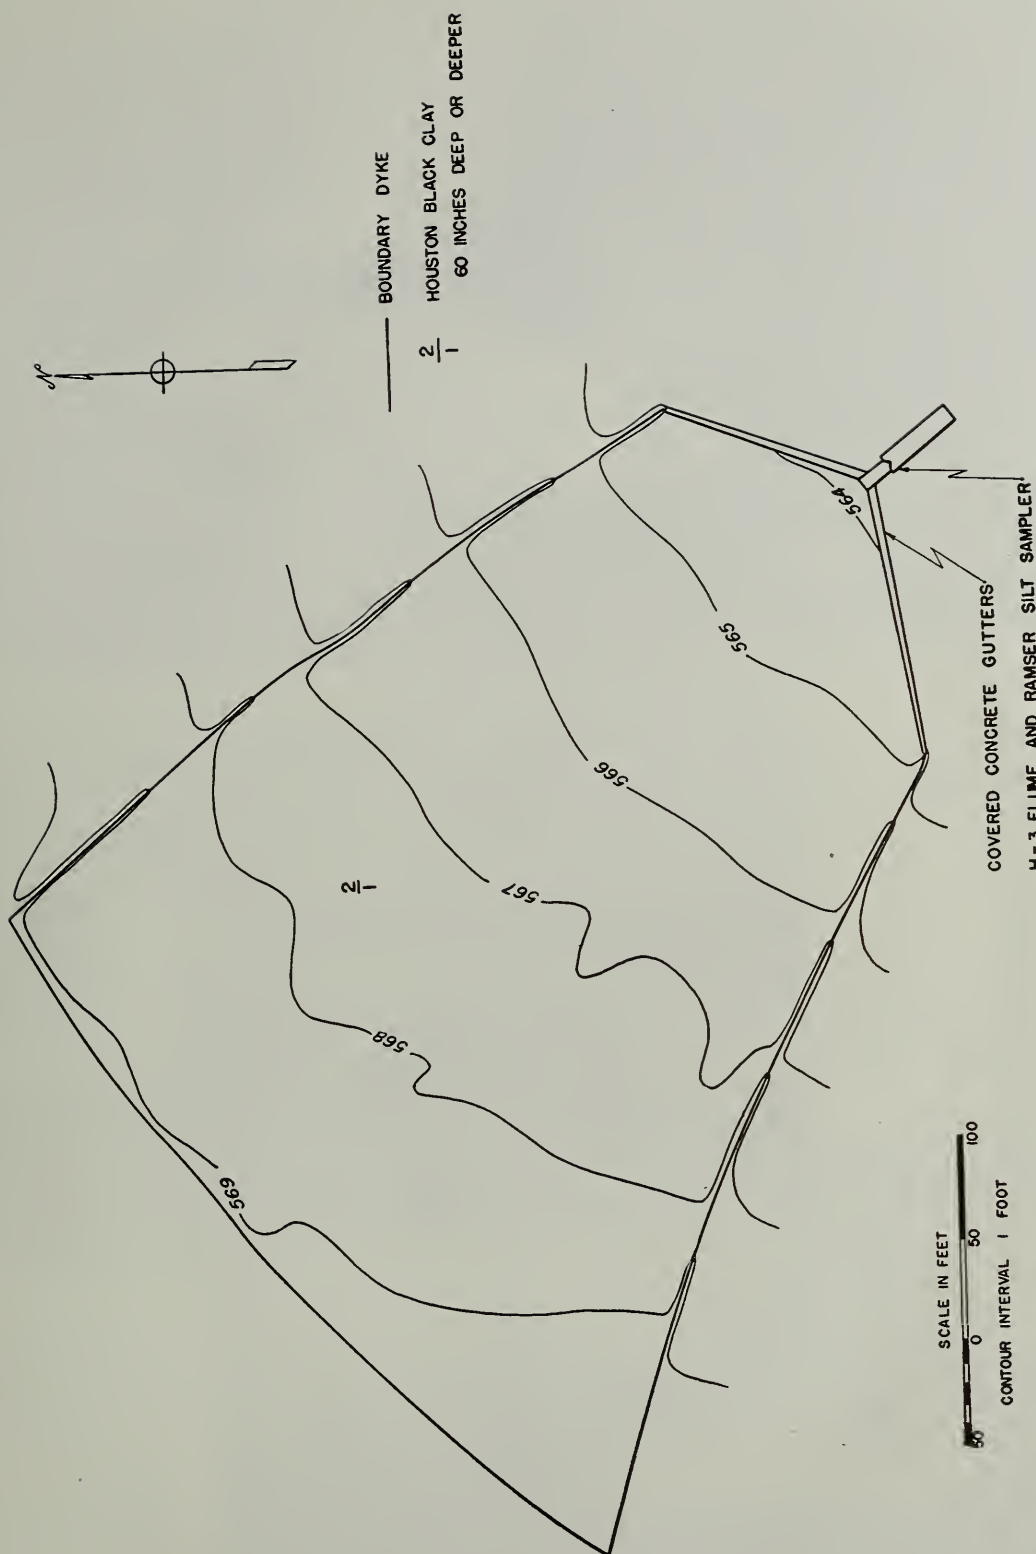 N
BOUNDARY DYKE
2/1 HOUSTON BLACK CLAY
60 INCHES DEEP OR DEEPER
569
568
567
566
565
564
2/1
COVERED CONCRETE GUTTERS
H-3 FLUME AND RAMSER SILT SAMPLER
SCALE IN FEET
50 0 50 100
CONTOUR INTERVAL 1 FOOT